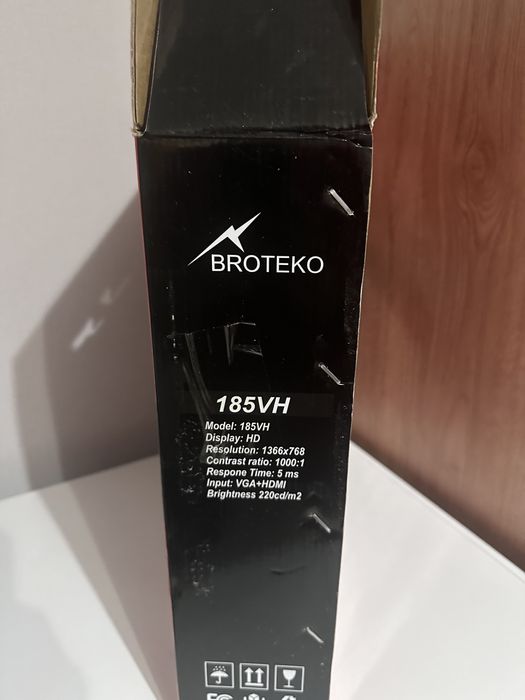 BROTEKO
185VH
Model: 185VH
Display: HD
Resolution: 1366x768
Contrast ratio: 1000:1
Respone Time: 5 ms
Input: VGA+HDMI
Brightness 220cd/m2